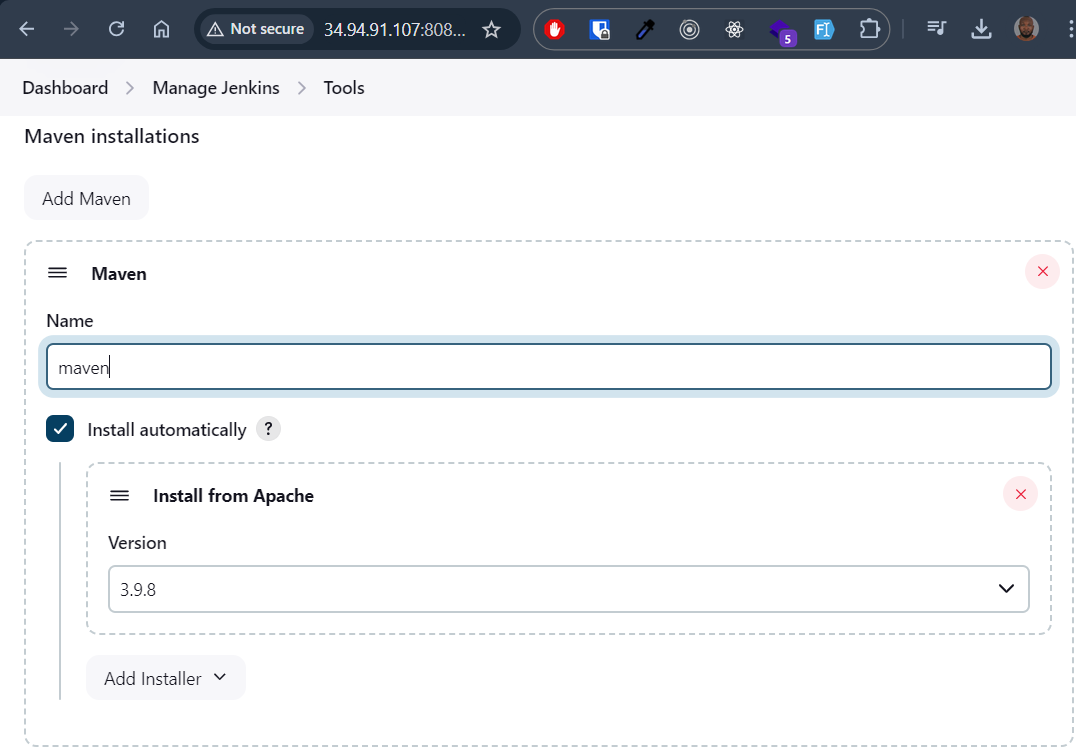 Not secure 34.94.91.107:808...
5
Dashboard > Manage Jenkins > Tools
Maven installations
Add Maven
Maven
Name
maven
Install automatically ?
Install from Apache
Version
3.9.8
Add Installer